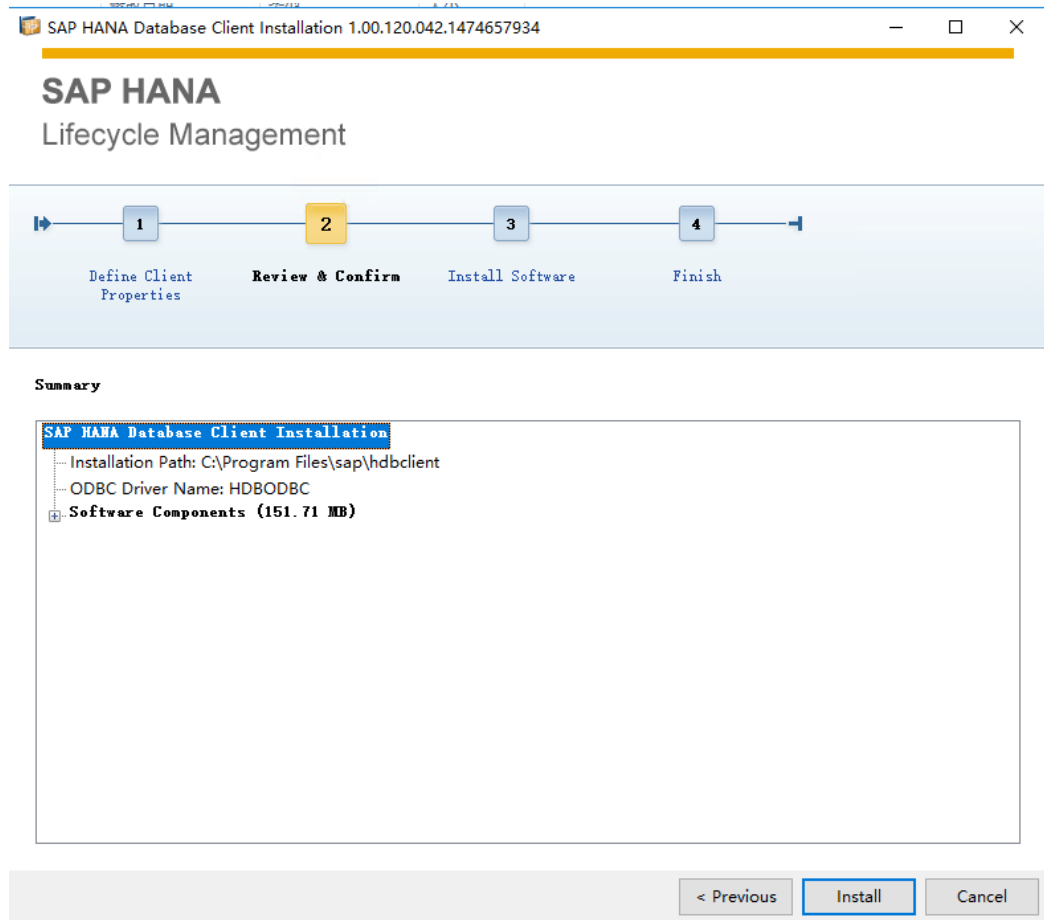 SAP HANA Database Client Installation 1.00.120.042.1474657934
SAP HANA
Lifecycle Management
1
2
3
4
Define Client
Properties
Review & Confirm
Install Software
Finish
Summary
SAP HANA Database Client Installation
Installation Path: C:\Program Files\sap\hdbclient
ODBC Driver Name: HDBODBC
Software Components (151.71 MB)
< Previous
Install
Cancel